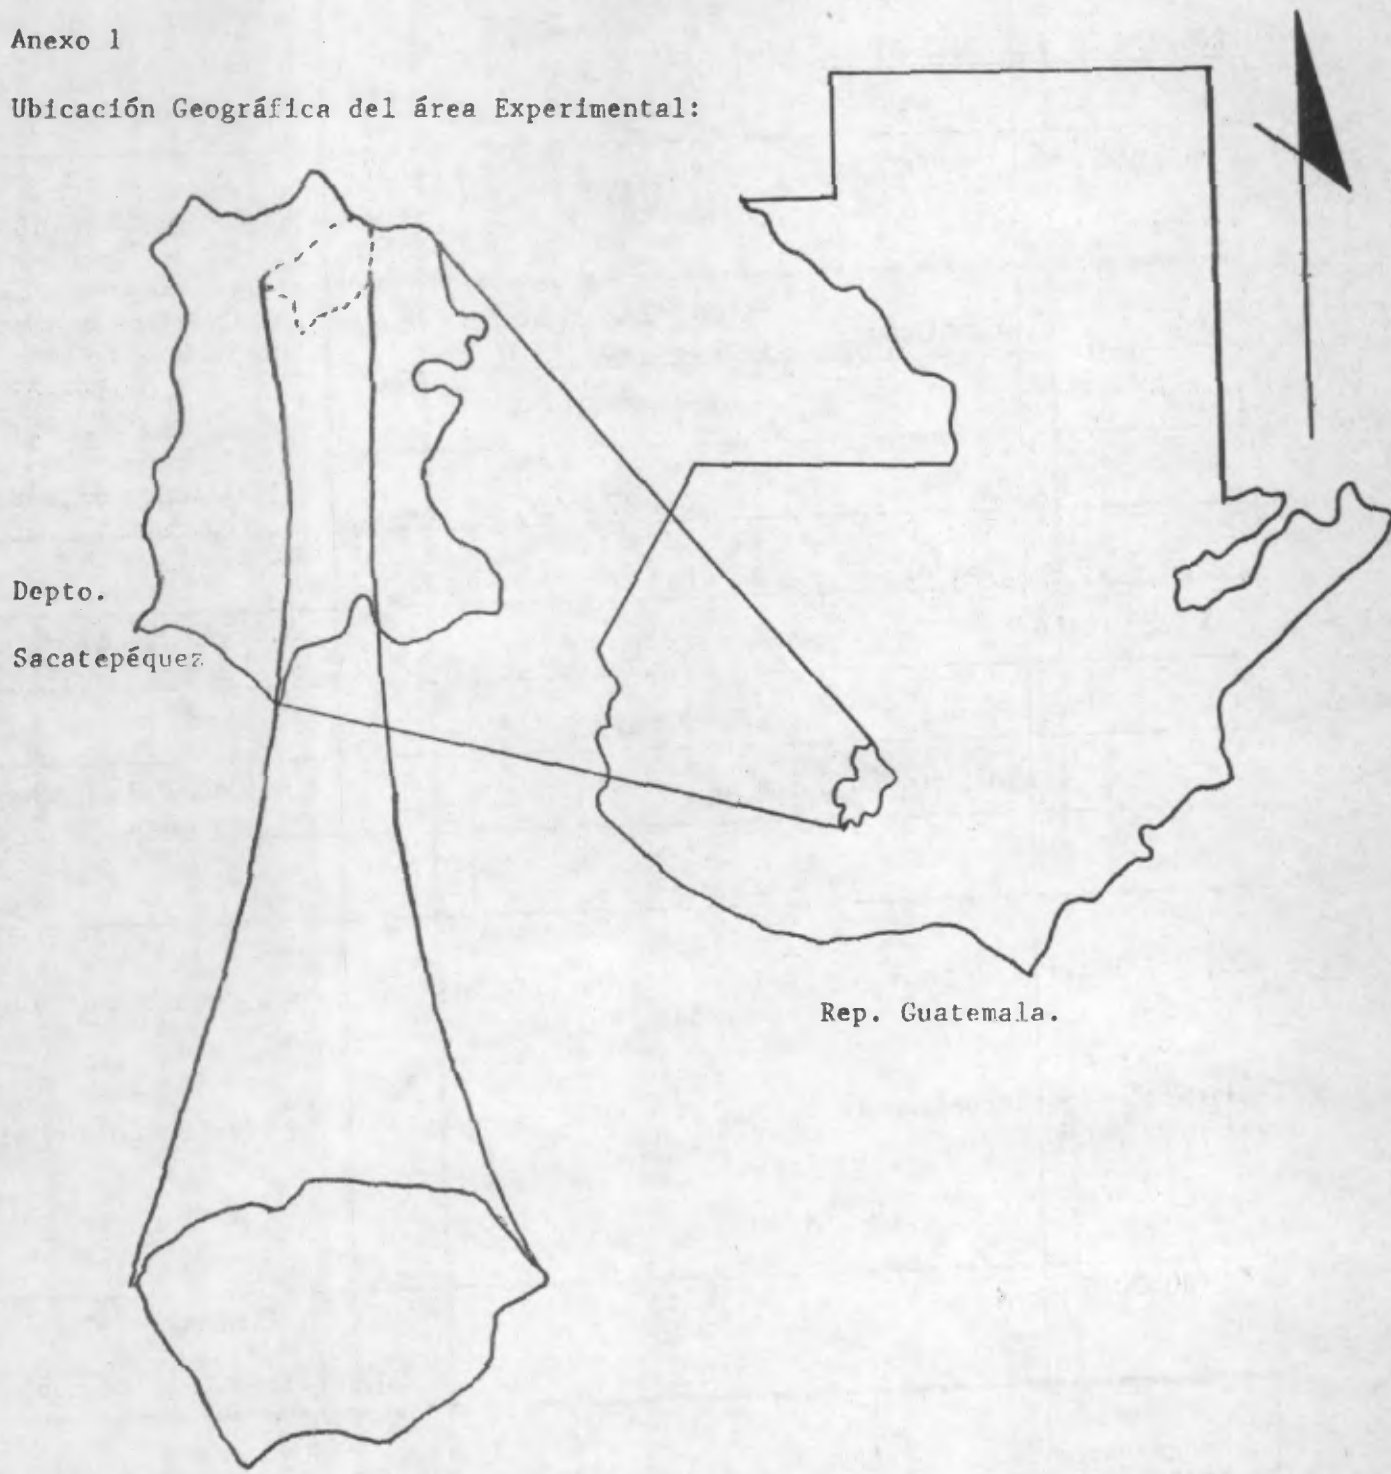 Anexo 1
Ubicación Geográfica del área Experimental:
Depto.
Sacatepéquez
Rep. Guatemala.